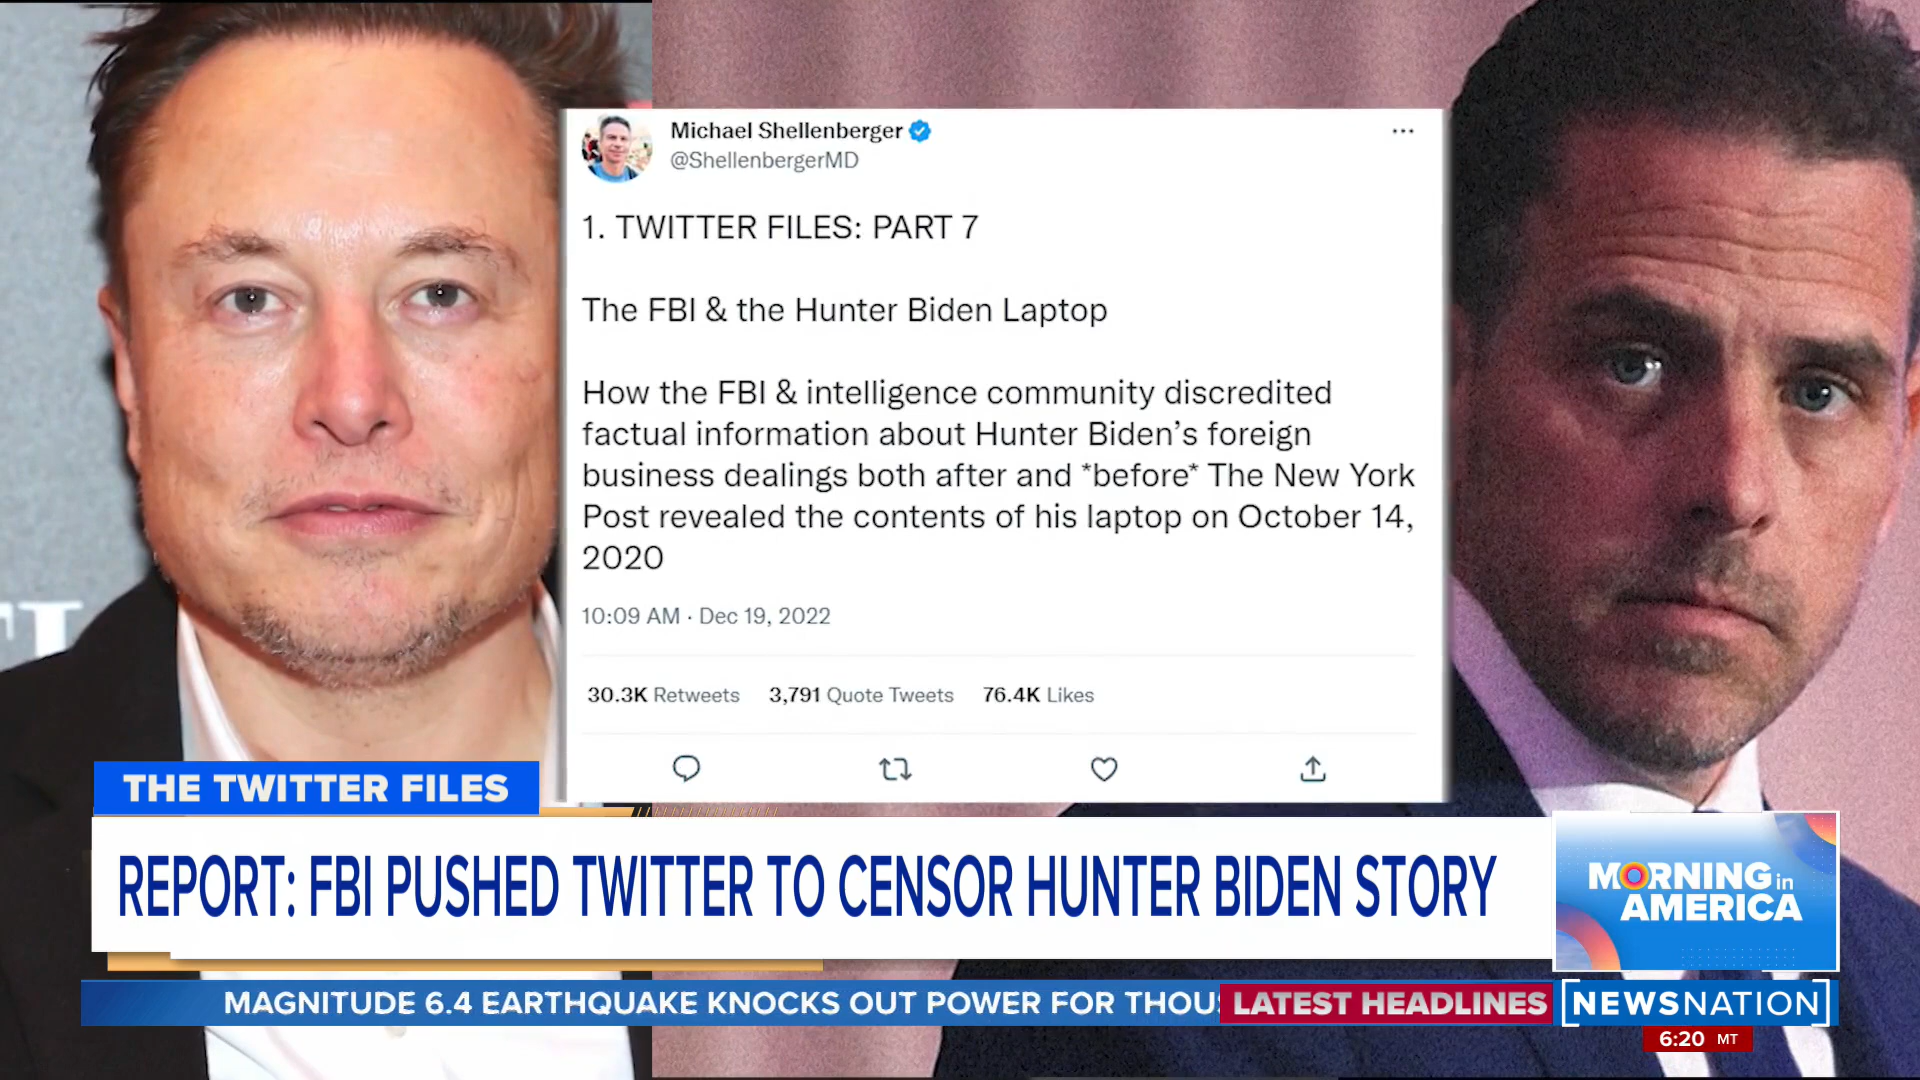 Michael Shellenberger
@ShellenbergerMD
1. TWITTER FILES: PART 7
The FBI & the Hunter Biden Laptop
How the FBI & intelligence community discredited
factual information about Hunter Biden’s foreign
business dealings both after and *before* The New York
Post revealed the contents of his laptop on October 14,
2020
10:09 AM · Dec 19, 2022
30.3K Retweets 3,791 Quote Tweets 76.4K Likes
THE TWITTER FILES
REPORT: FBI PUSHED TWITTER TO CENSOR HUNTER BIDEN STORY
MORNING in
AMERICA
MAGNITUDE 6.4 EARTHQUAKE KNOCKS OUT POWER FOR
LATEST HEADLINES
NEWSNATION
6:20 MT